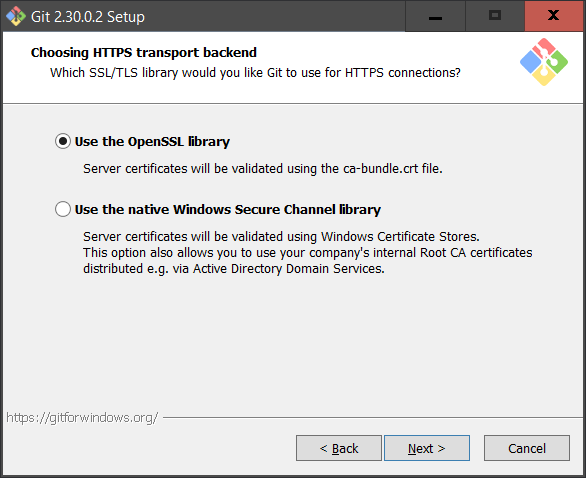 Git 2.30.0.2 Setup
Choosing HTTPS transport backend
Which SSL/TLS library would you like Git to use for HTTPS connections?
Use the OpenSSL library
Server certificates will be validated using the ca-bundle.crt file.
Use the native Windows Secure Channel library
Server certificates will be validated using Windows Certificate Stores.
This option also allows you to use your company's internal Root CA certificates
distributed e.g. via Active Directory Domain Services.
https://gitforwindows.org/
< Back Next > Cancel